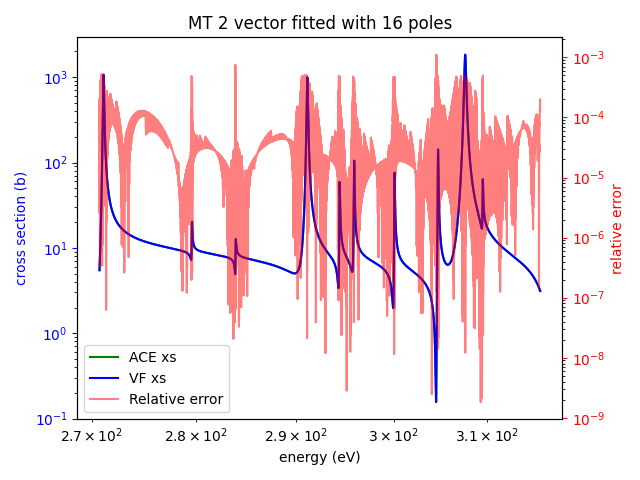 MT 2 vector fitted with 16 poles
cross section (b)
10³
10²
10¹
10⁰
10⁻¹
10⁻³
10⁻⁴
10⁻⁵
10⁻⁶
10⁻⁷
10⁻⁸
10⁻⁹
relative error
ACE xs
VF xs
Relative error
2.7 × 10² 2.8 × 10² 2.9 × 10² 3 × 10² 3.1 × 10²
energy (eV)